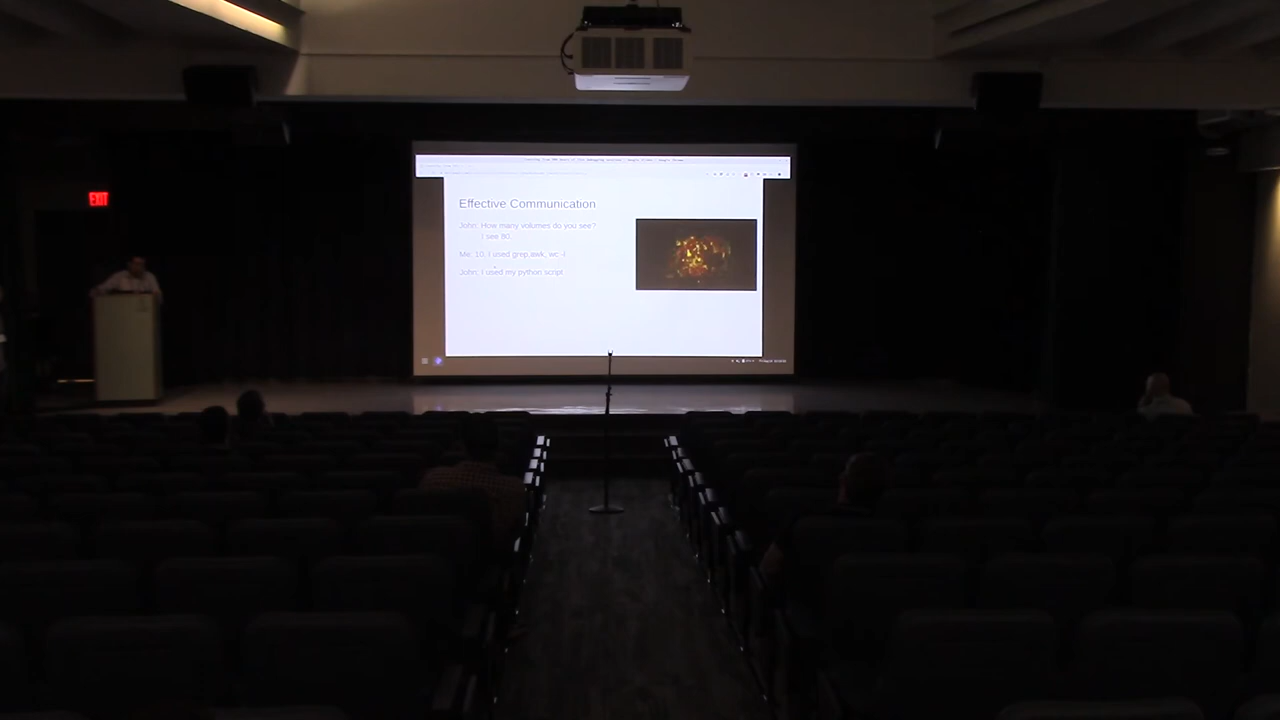 EXIT
Effective Communication
John: How many volumes do you see?
I see 80.
Me: 10. I used grep,awk, wc -l
John: I used my python script